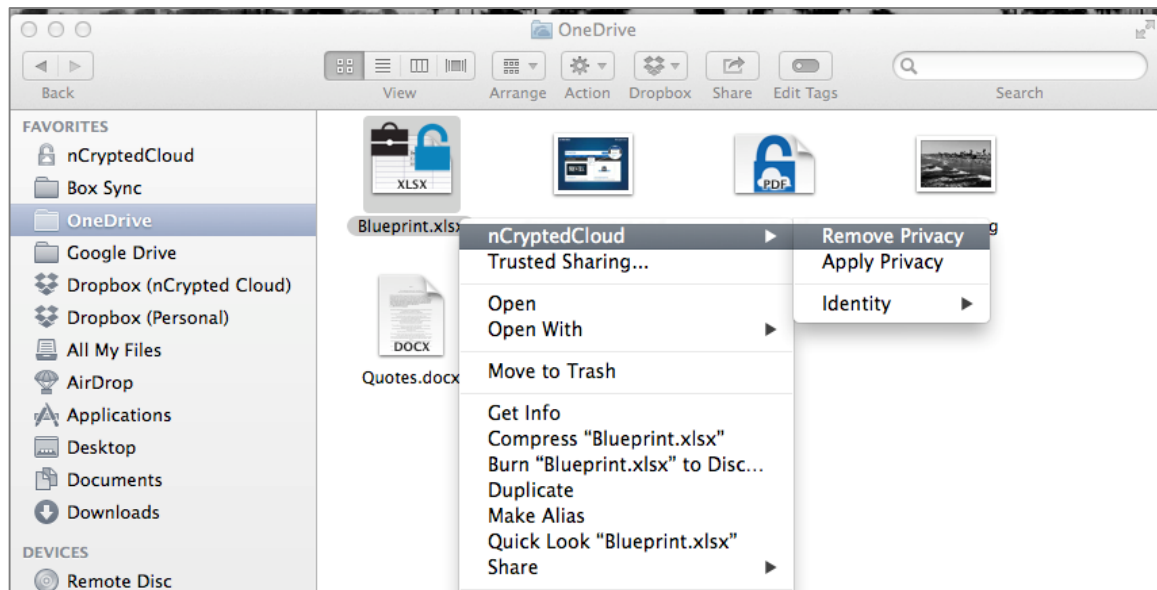 OneDrive
Back
View
Arrange
Action
Dropbox
Share
Edit Tags
Search
FAVORITES
nCryptedCloud
Box Sync
OneDrive
Google Drive
Dropbox (nCrypted Cloud)
Dropbox (Personal)
All My Files
AirDrop
Applications
Desktop
Documents
Downloads
DEVICES
Remote Disc
XLSX
PDF
Blueprint.xlsx
g
DOCX
Quotes.docx
nCryptedCloud
Trusted Sharing...
Open
Open With
Move to Trash
Get Info
Compress “Blueprint.xlsx”
Burn “Blueprint.xlsx” to Disc...
Duplicate
Make Alias
Quick Look “Blueprint.xlsx”
Share
Remove Privacy
Apply Privacy
Identity